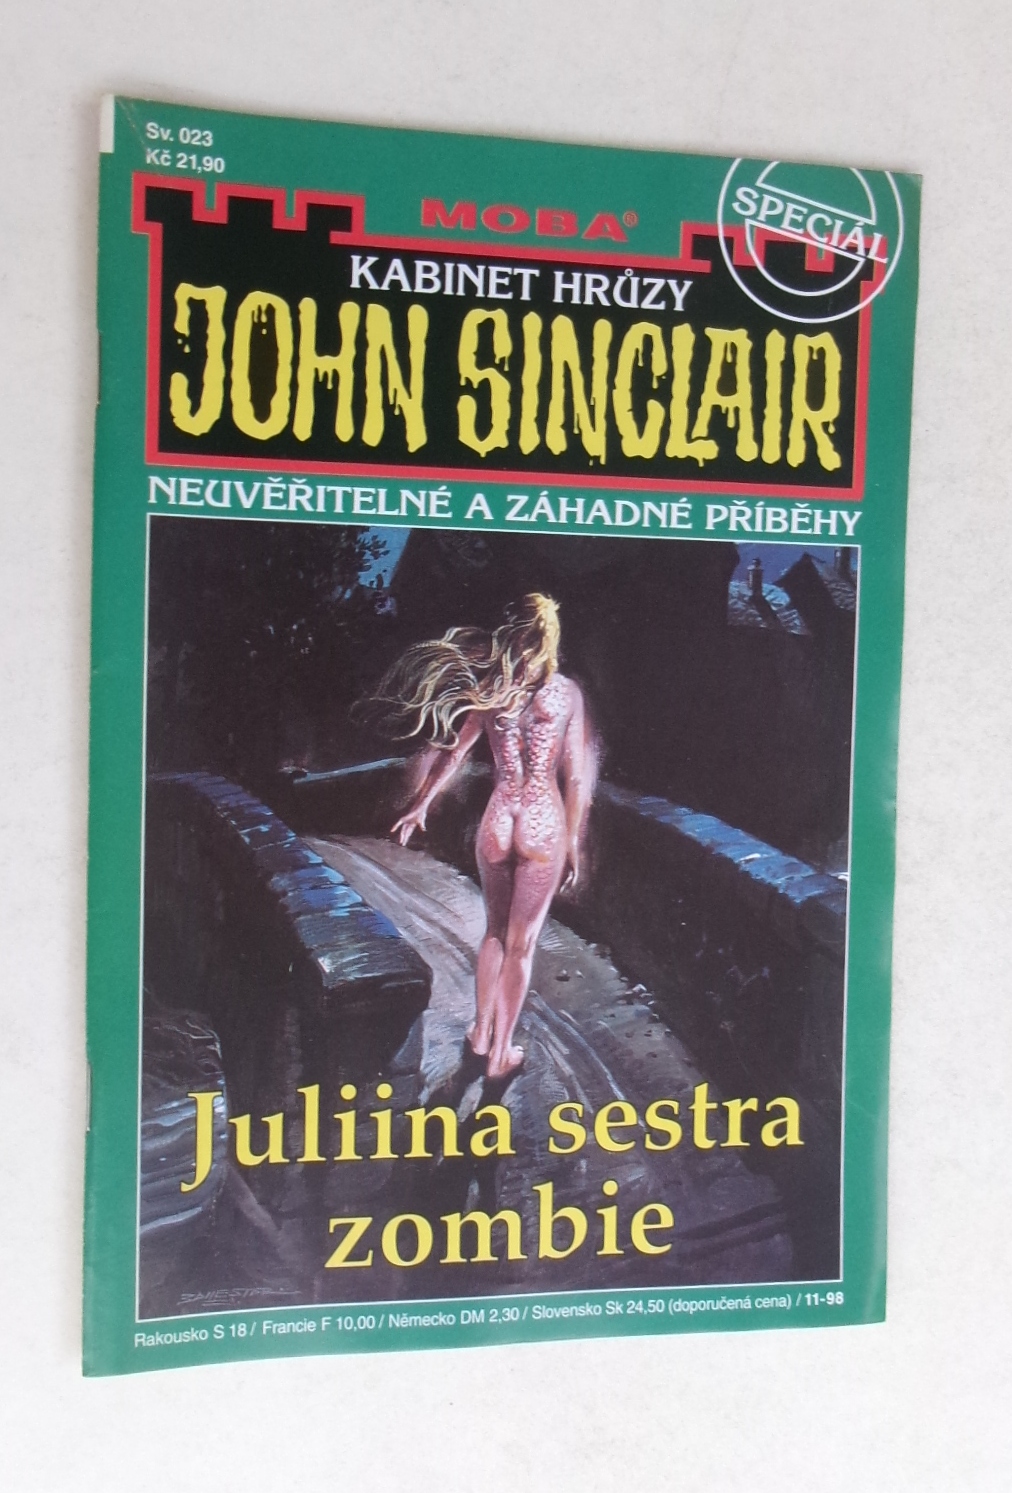 Sv. 023
Kč 21,90
MOBA®
SPECIÁL
KABINET HRŮZY
JOHN SINCLAIR
NEUVĚŘITELNÉ A ZÁHADNÉ PŘÍBĚHY
Juliina sestra
zombie
Rakousko S 18 / Francie F 10,00 / Německo DM 2,30 / Slovensko Sk 24,50 (doporučená cena) / 11-98